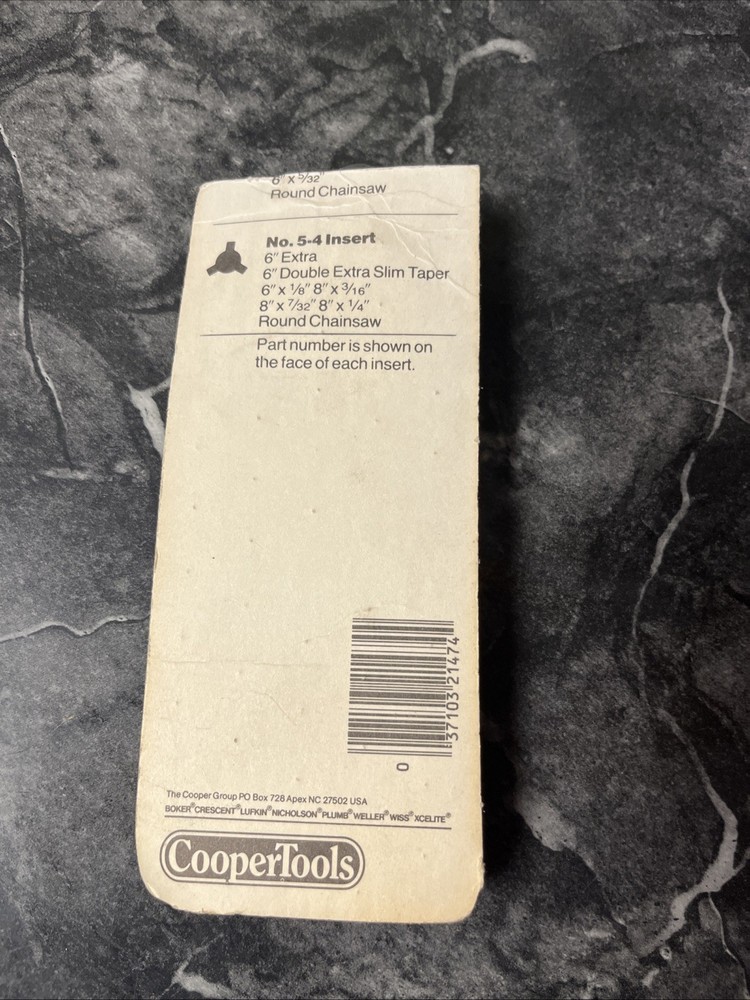 6" x 5/32"
Round Chainsaw
No. 5-4 Insert
6" Extra
6" Double Extra Slim Taper
6" x 1/8" 8" x 3/16"
8" x 7/32" 8" x 1/4"
Round Chainsaw
Part number is shown on
the face of each insert.
37103 21474
0
The Cooper Group PO Box 728 Apex NC 27502 USA
BOKER® CRESCENT® LUFKIN® NICHOLSON® PLUMB® WELLER® WISS® XCELITE®
CooperTools